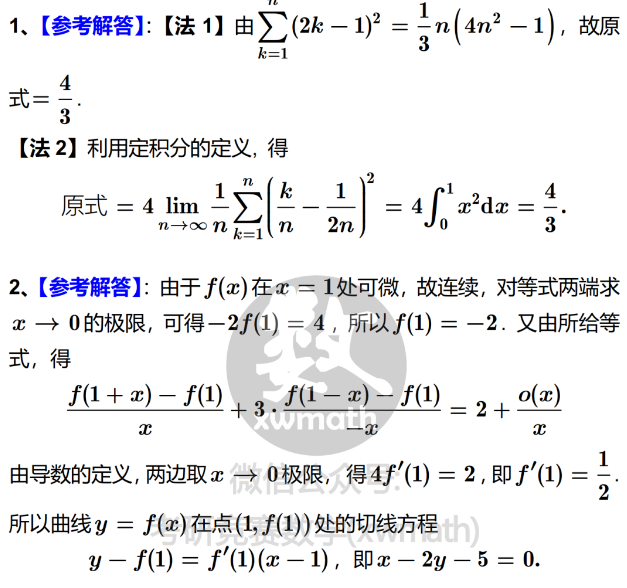 1、【参考解答】:【法 1】由 $\sum_{k=1}^{n}(2k-1)^2=\frac{1}{3}n(4n^2-1)$，故原
式$=\frac{4}{3}$.
【法 2】利用定积分的定义, 得
原式 $=4\lim_{n\to\infty}\frac{1}{n}\sum_{k=1}^{n}\left(\frac{k}{n}-\frac{1}{2n}\right)^2=4\int_0^1 x^2\mathrm{d}x=\frac{4}{3}.$
2、【参考解答】: 由于 $f(x)$ 在 $x=1$ 处可微，故连续，对等式两端求
$x\to 0$ 的极限，可得 $-2f(1)=4$，所以 $f(1)=-2$．又由所给等
式，得
$\frac{f(1+x)-f(1)}{x}+3\cdot\frac{f(1-x)-f(1)}{-x}=2+\frac{o(x)}{x}$
xwmath
由导数的定义, 两边取 $x\to 0$ 极限，得 $4f'(1)=2$, 即 $f'(1)=\frac{1}{2}$.
微信公众号:
所以曲线 $y=f(x)$ 在点 $(1,f(1))$ 处的切线方程
考研竞赛数学(xwmath)
$y-f(1)=f'(1)(x-1)$，即 $x-2y-5=0.$